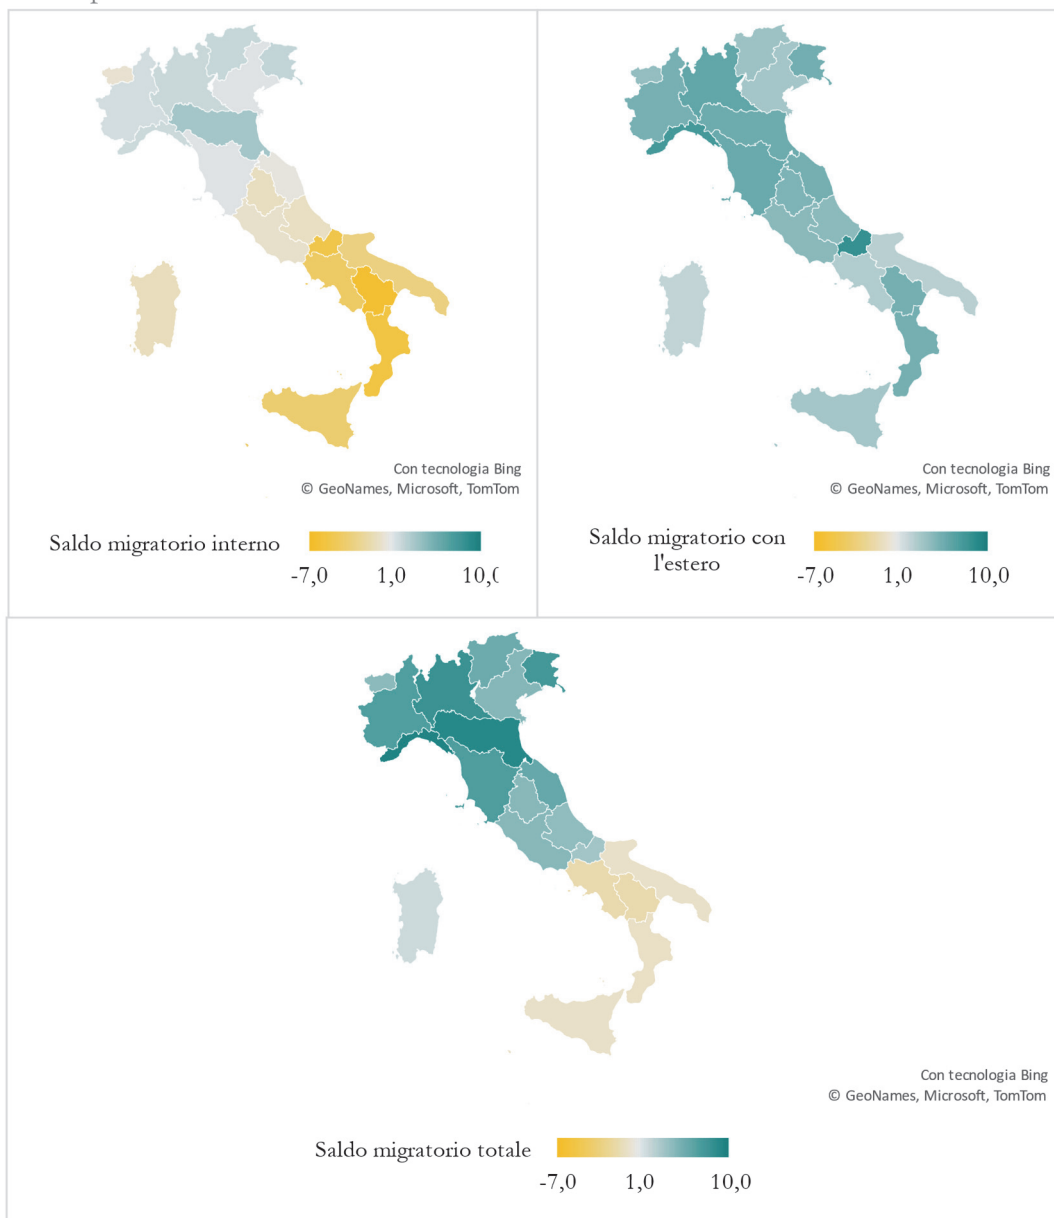 Con tecnologia Bing
© GeoNames, Microsoft, TomTom
Saldo migratorio interno
-7,0 1,0 10,0
Con tecnologia Bing
© GeoNames, Microsoft, TomTom
Saldo migratorio con
l'estero
-7,0 1,0 10,0
Con tecnologia Bing
© GeoNames, Microsoft, TomTom
Saldo migratorio totale
-7,0 1,0 10,0